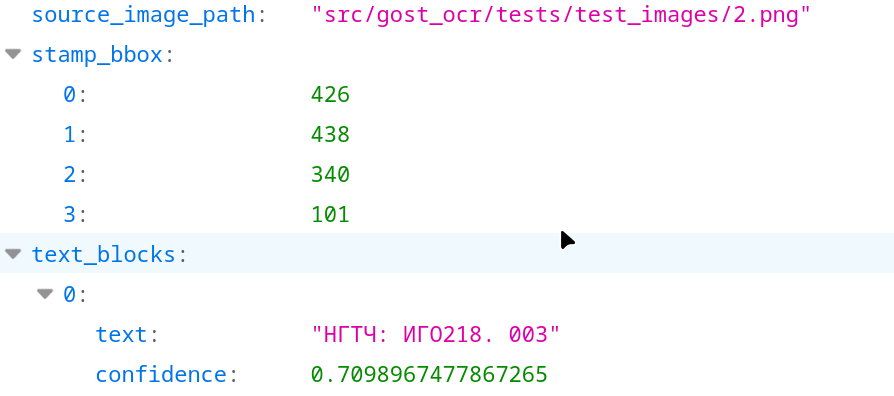 source_image_path: "src/gost_ocr/tests/test_images/2.png"
stamp_bbox:
0: 426
1: 438
2: 340
3: 101
text_blocks:
0:
text: "НГТЧ: ИГО218. 003"
confidence: 0.7098967477867265